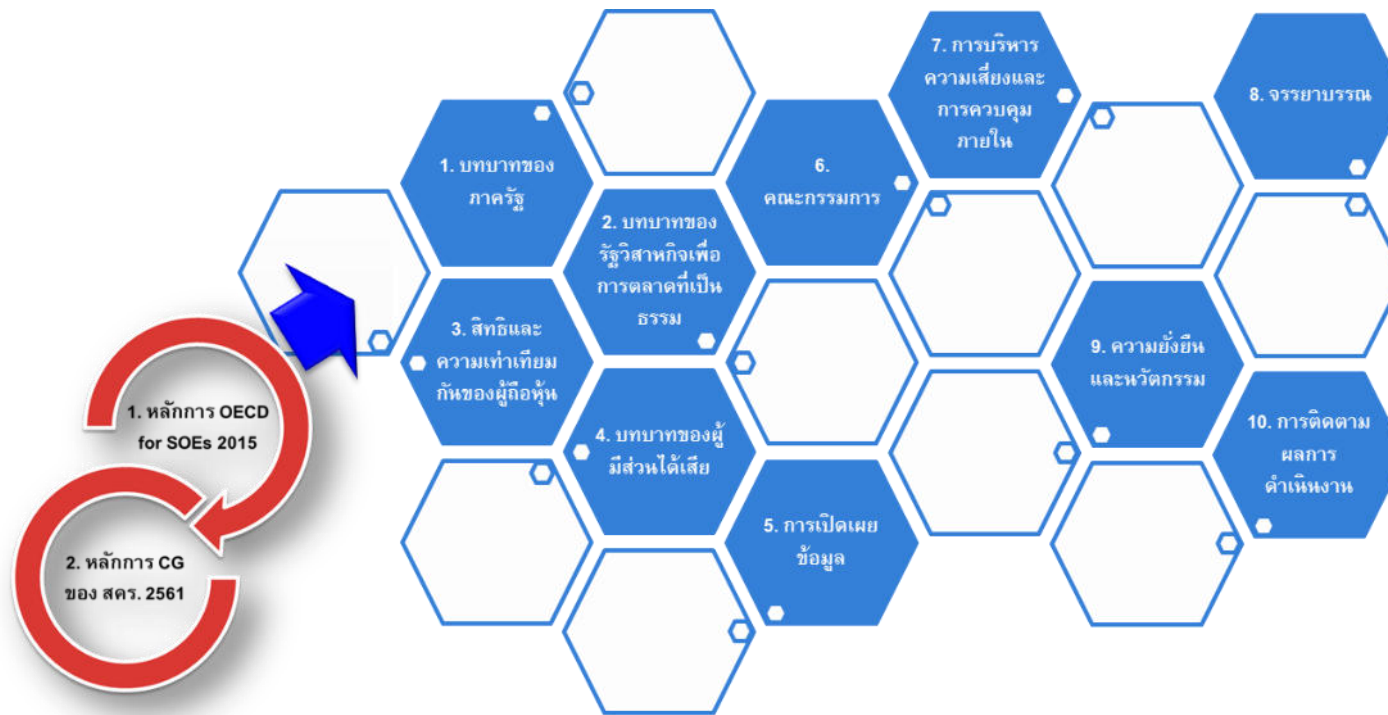 1. หลักการ OECD
for SOEs 2015
2. หลักการ CG
ของ สคร. 2561
1. บทบาทของ
ภาครัฐ
2. บทบาทของ
รัฐวิสาหกิจเพื่อ
การตลาดที่เป็น
ธรรม
3. สิทธิและ
ความเท่าเทียม
กันของผู้ถือหุ้น
4. บทบาทของผู้
มีส่วนได้เสีย
5. การเปิดเผย
ข้อมูล
6.
คณะกรรมการ
7. การบริหาร
ความเสี่ยงและ
การควบคุม
ภายใน
8. จรรยาบรรณ
9. ความยั่งยืน
และนวัตกรรม
10. การติดตาม
ผลการ
ดำเนินงาน